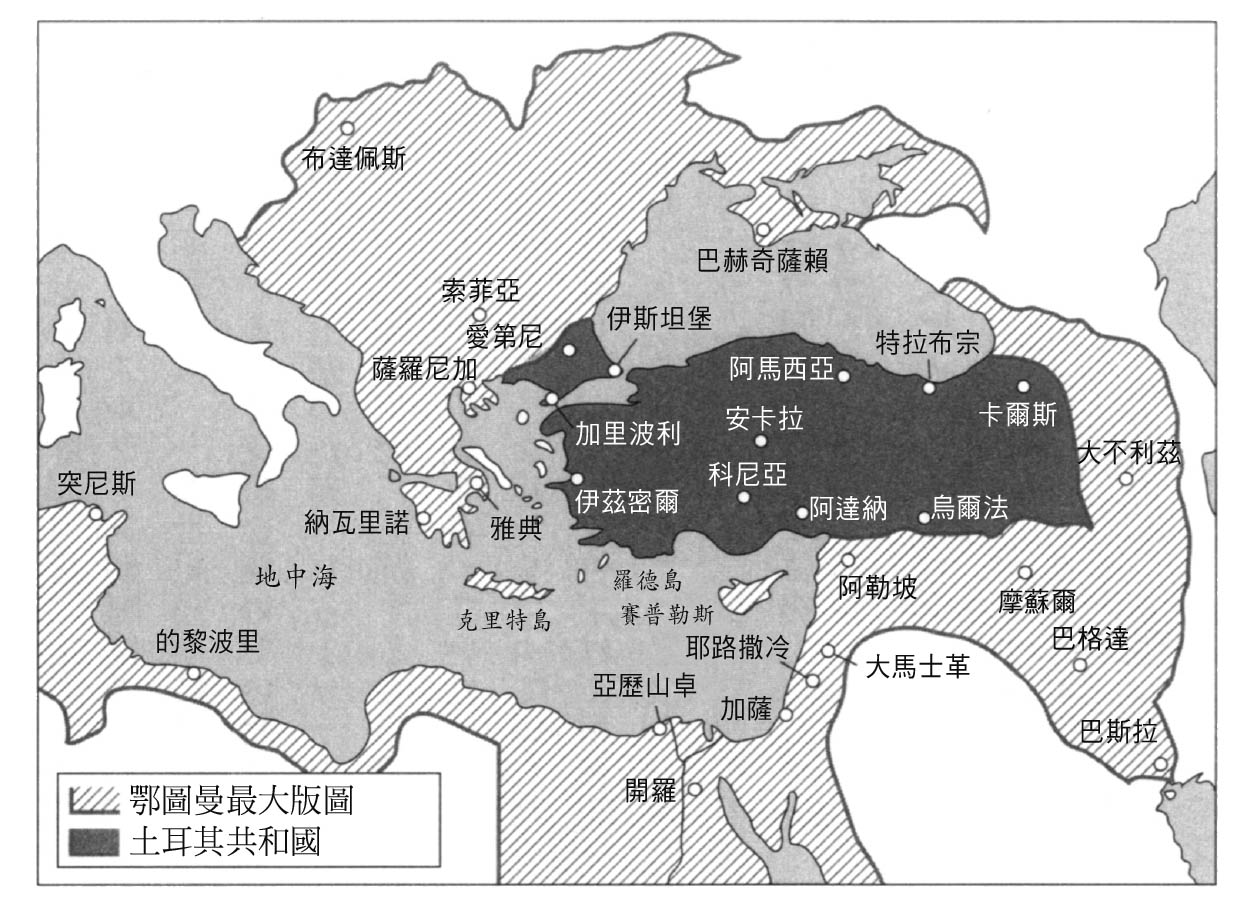 布達佩斯
巴赫奇薩賴
索菲亞
伊斯坦堡
愛第尼
特拉布宗
薩羅尼加
阿馬西亞
卡爾斯
安卡拉
加里波利
大不利茲
科尼亞
突尼斯
伊茲密爾
阿達納
烏爾法
納瓦里諾
雅典
地中海
羅德島
阿勒坡
摩蘇爾
克里特島
賽普勒斯
的黎波里
耶路撒冷
巴格達
大馬士革
亞歷山卓
加薩
巴斯拉
開羅
鄂圖曼最大版圖
土耳其共和國